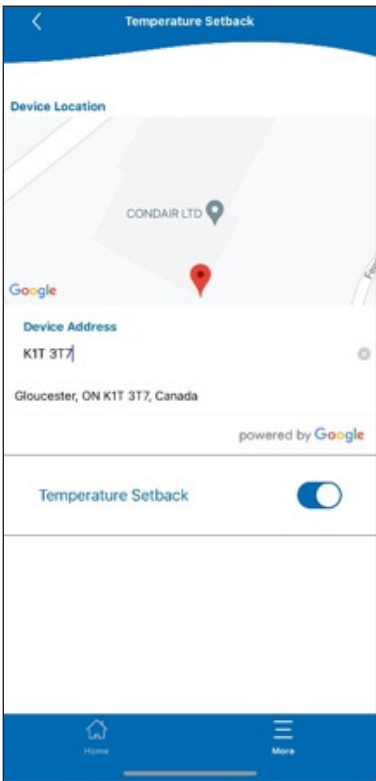 Temperature Setback
Device Location
CONDAIR LTD
Google
Device Address
K1T 3T7
Gloucester, ON K1T 3T7, Canada
powered by Google
Temperature Setback
Home
More